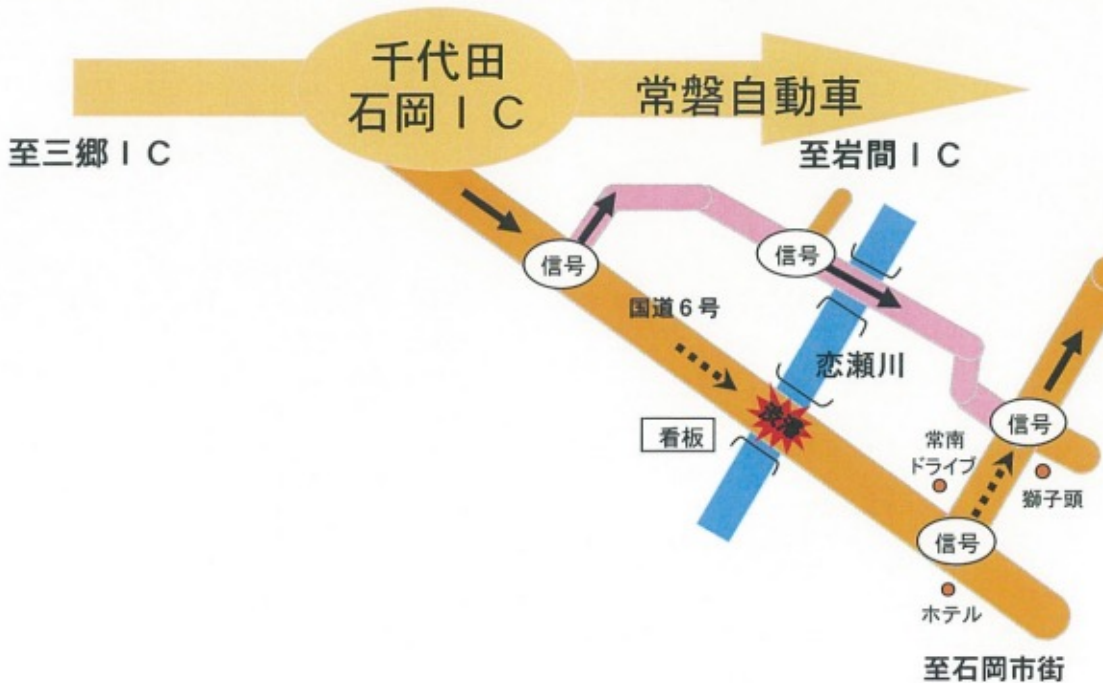 千代田
石岡ＩＣ
常磐自動車
至三郷ＩＣ
至岩間ＩＣ
信号
信号
国道６号
恋瀬川
渋滞
看板
信号
常南
ドライブ
獅子頭
信号
ホテル
至石岡市街